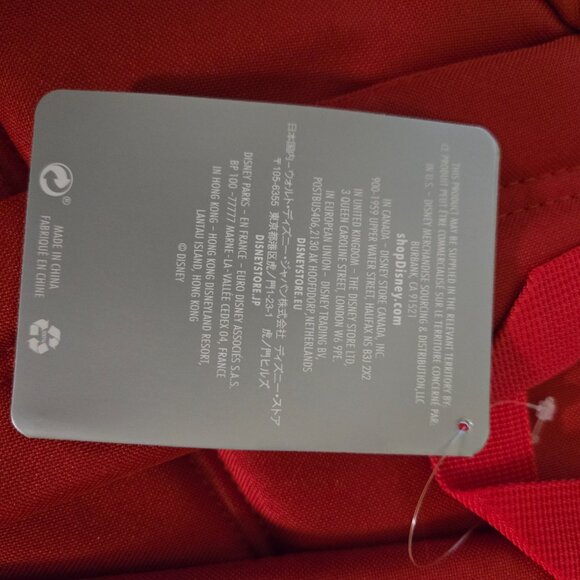 THIS PRODUCT MAY BE SUPPLIED IN THE RELEVANT TERRITORY BY:
CE PRODUIT PEUT ÊTRE COMMERCIALISÉ SUR LE TERRITOIRE CONCERNÉ PAR:
IN U.S. - DISNEY MERCHANDISE SOURCING & DISTRIBUTION, LLC
BURBANK, CA 91521
shopDisney.com
IN CANADA – DISNEY STORE CANADA, INC.
900-1959 UPPER WATER STREET, HALIFAX NS B3J 2X2
IN UNITED KINGDOM – THE DISNEY STORE LTD,
3 QUEEN CAROLINE STREET, LONDON W6 9PE
IN EUROPEAN UNION – DISNEY TRADING BV,
POSTBUS406,2130 AK HOOFDDORP,NETHERLANDS
DISNEYSTORE.EU
日本国内–ウォルト・ディズニー・ジャパン株式会社 ディズニー・ストア
〒105-6355 東京都港区虎ノ門1-23-1 虎ノ門ヒルズ
DISNEYSTORE.JP
DISNEY PARKS – EN FRANCE – EURO DISNEY ASSOCIÉS S.A.S.
BP 100 -77777 MARNE-LA-VALLÉE CEDEX 04, FRANCE
IN HONG KONG – HONG KONG DISNEYLAND RESORT,
LANTAU ISLAND, HONG KONG
© DISNEY
MADE IN CHINA
FABRIQUÉ EN CHINE